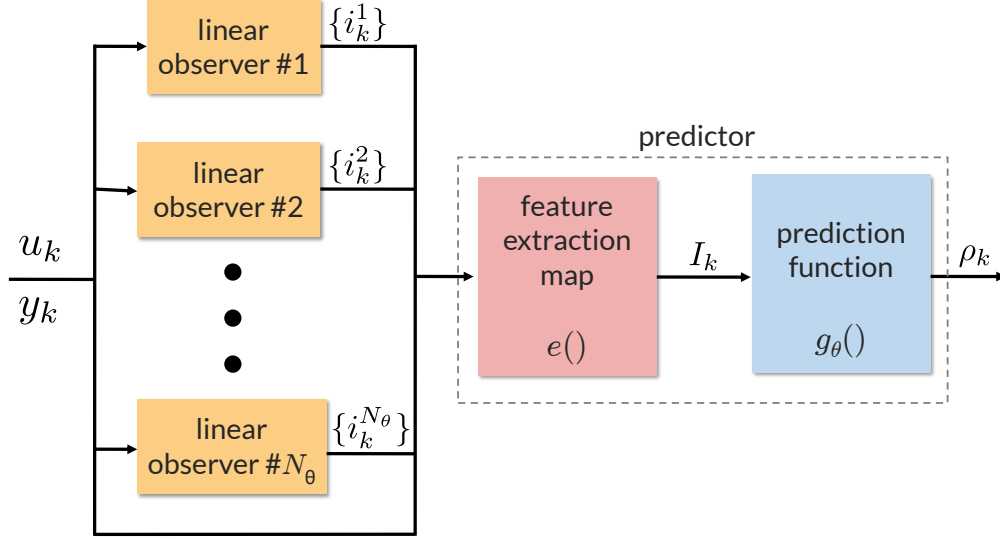 u_k
y_k
linear
observer #1
{i_k^1}
linear
observer #2
{i_k^2}
linear
observer #N_θ
{i_k^{N_θ}}
predictor
feature
extraction
map
e()
I_k
prediction
function
g_θ()
ρ_k